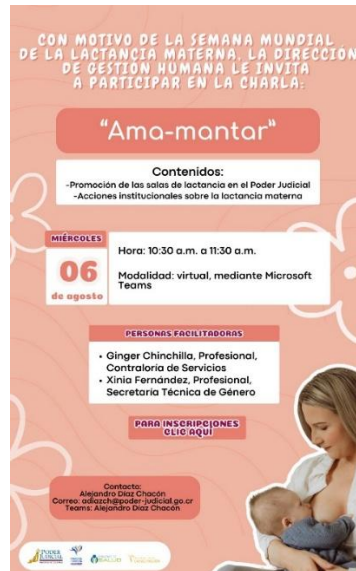 CON MOTIVO DE LA SEMANA MUNDIAL
DE LA LACTANCIA MATERNA, LA DIRECCIÓN
DE GESTIÓN HUMANA LE INVITA
A PARTICIPAR EN LA CHARLA:
“Ama-mantar”
Contenidos:
-Promoción de las salas de lactancia en el Poder Judicial
-Acciones institucionales sobre la lactancia materna
MIÉRCOLES
06
de agosto
Hora: 10:30 a.m. a 11:30 a.m.
Modalidad: virtual, mediante Microsoft
Teams
PERSONAS FACILITADORAS
• Ginger Chinchilla, Profesional,
Contraloría de Servicios
• Xinia Fernández, Profesional,
Secretaría Técnica de Género
PARA INSCRIPCIONES
CLIC AQUÍ
Contacto:
Alejandro Díaz Chacón
Correo: adiazch@poder-judicial.go.cr
Teams: Alejandro Díaz Chacón
PODER
JUDICIAL
SALUD